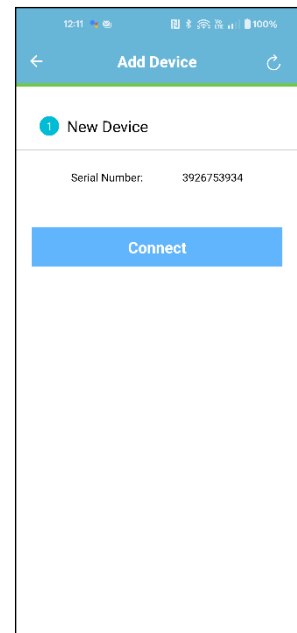 12:11 100%
Add Device
1 New Device
Serial Number: 3926753934
Connect